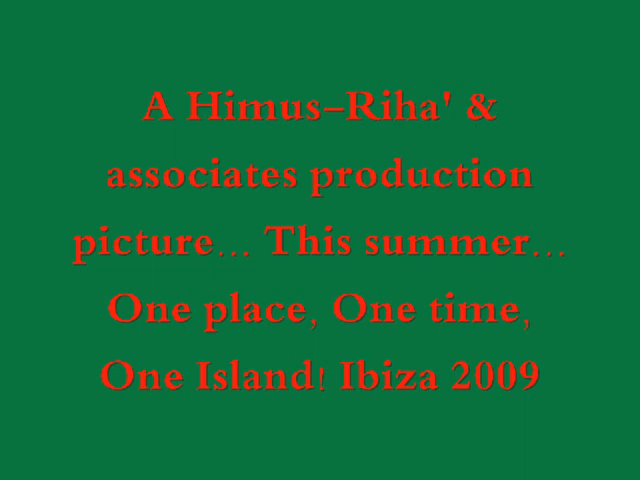 A Himus-Riha' &
associates production
picture... This summer...
One place, One time,
One Island! Ibiza 2009